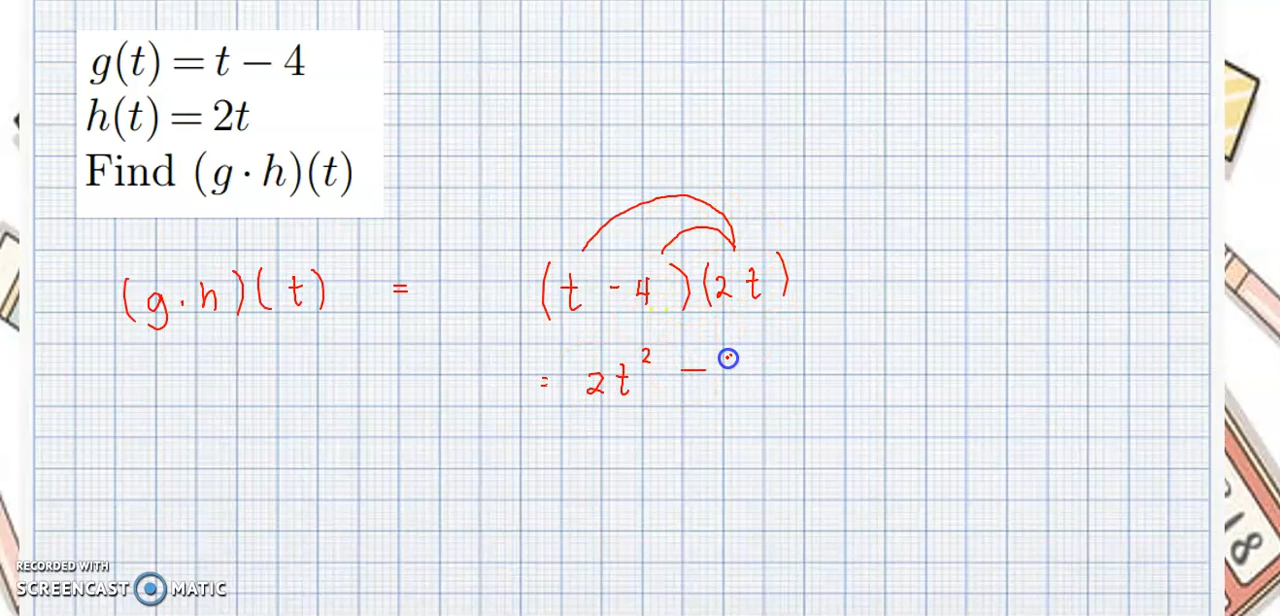 g(t) = t − 4
h(t) = 2t
Find (g · h)(t)
(g·h)(t) = (t - 4)(2t)
= 2t² −
RECORDED WITH
SCREENCAST MATIC